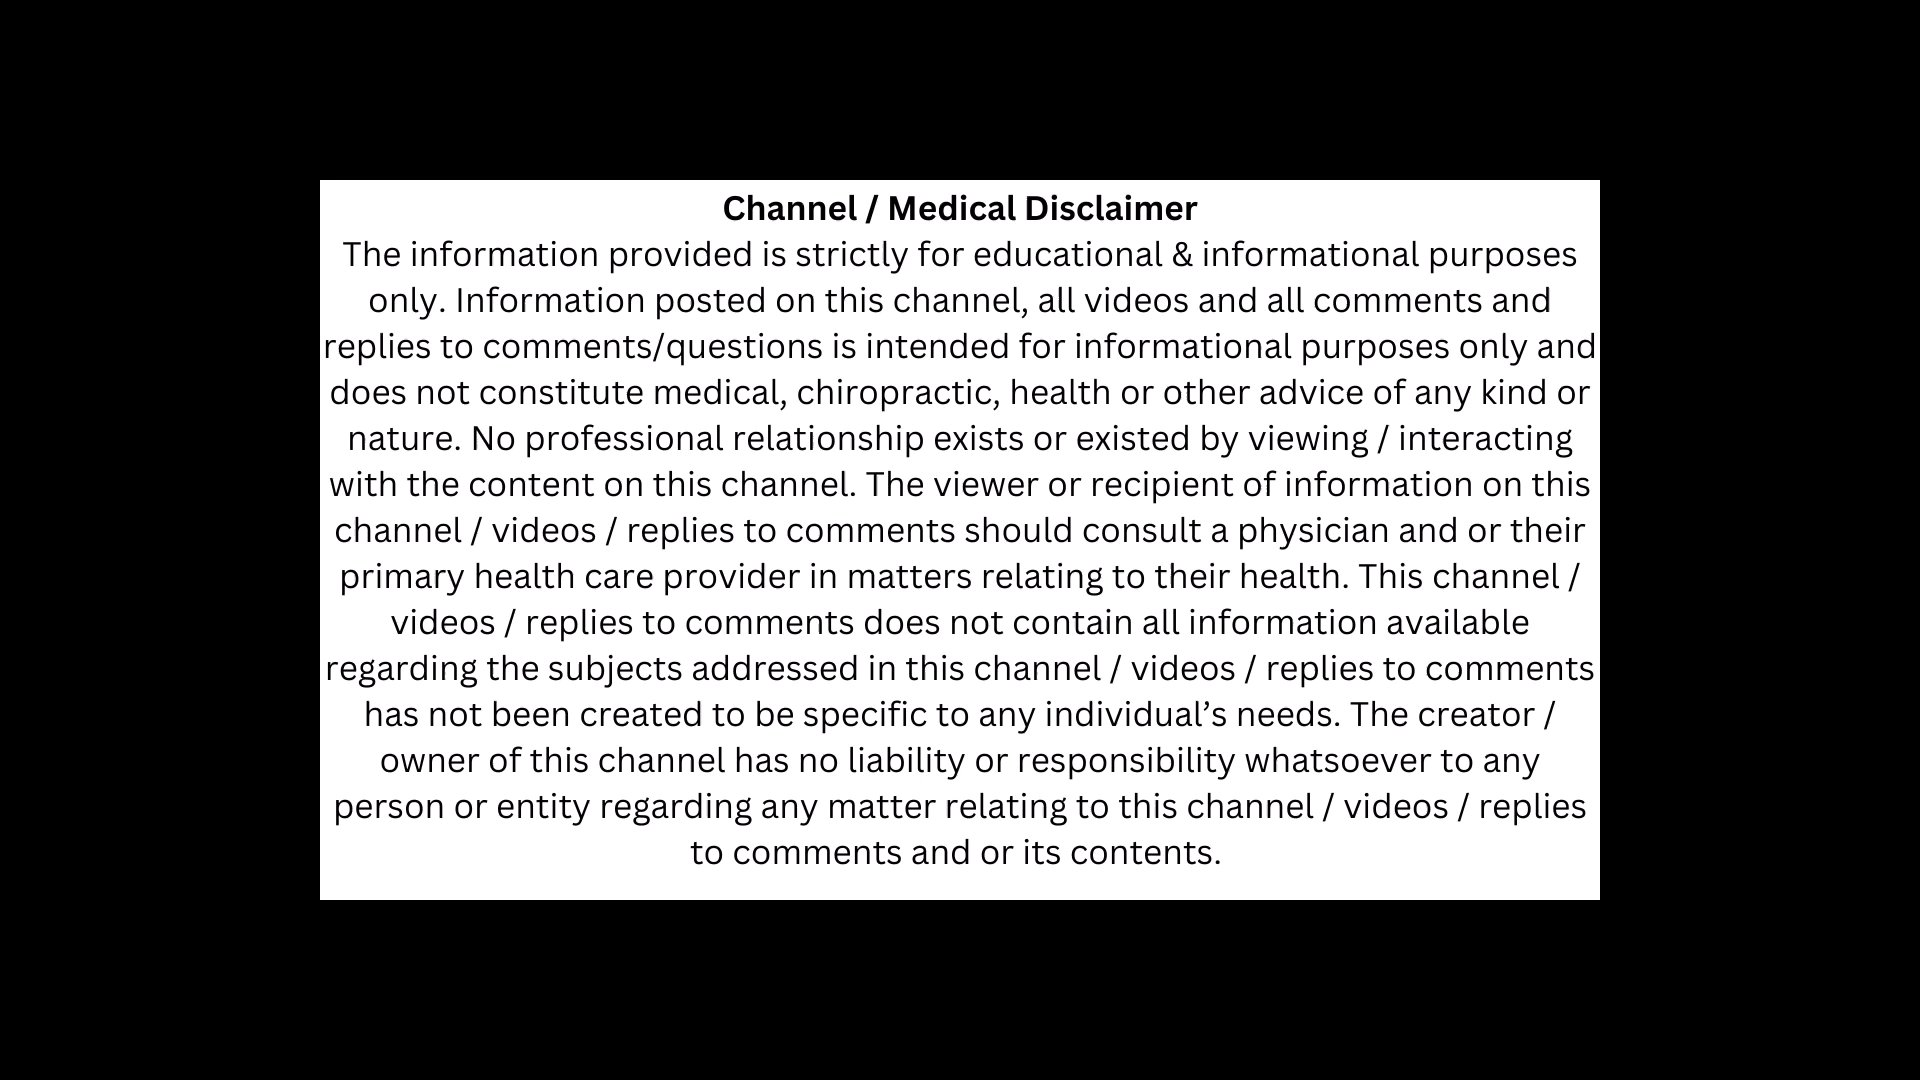 Channel / Medical Disclaimer
The information provided is strictly for educational & informational purposes
only. Information posted on this channel, all videos and all comments and
replies to comments/questions is intended for informational purposes only and
does not constitute medical, chiropractic, health or other advice of any kind or
nature. No professional relationship exists or existed by viewing / interacting
with the content on this channel. The viewer or recipient of information on this
channel / videos / replies to comments should consult a physician and or their
primary health care provider in matters relating to their health. This channel /
videos / replies to comments does not contain all information available
regarding the subjects addressed in this channel / videos / replies to comments
has not been created to be specific to any individual’s needs. The creator /
owner of this channel has no liability or responsibility whatsoever to any
person or entity regarding any matter relating to this channel / videos / replies
to comments and or its contents.